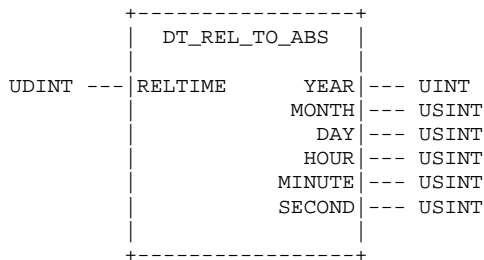 +-----------------+
| DT_REL_TO_ABS |
UDINT ---|RELTIME YEAR|--- UINT
| MONTH|--- USINT
| DAY|--- USINT
| HOUR|--- USINT
| MINUTE|--- USINT
| SECOND|--- USINT
+-----------------+